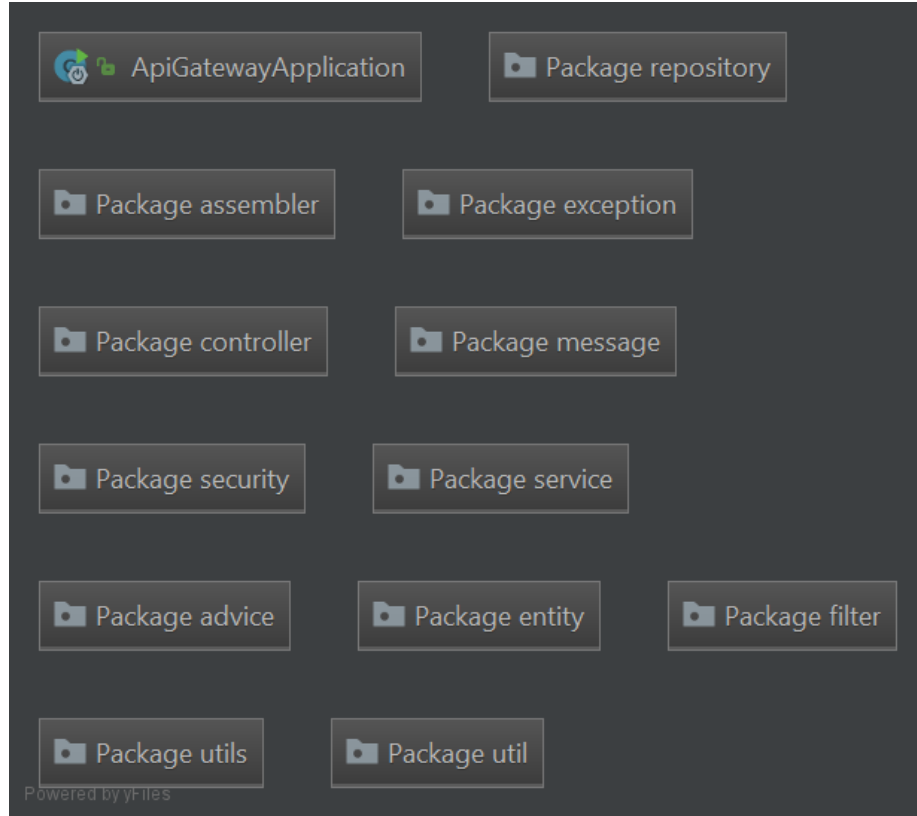 ApiGatewayApplication Package repository
Package assembler Package exception
Package controller Package message
Package security Package service
Package advice Package entity Package filter
Package utils Package util
Powered by yFiles